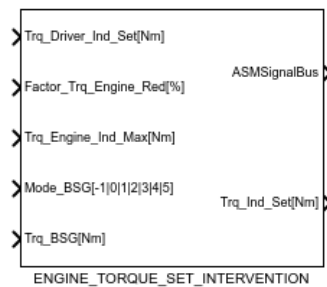 Trq_Driver_Ind_Set[Nm]
ASMSignalBus
Factor_Trq_Engine_Red[%]
Trq_Engine_Ind_Max[Nm]
Mode_BSG[-1|0|1|2|3|4|5]
Trq_Ind_Set[Nm]
Trq_BSG[Nm]
ENGINE_TORQUE_SET_INTERVENTION